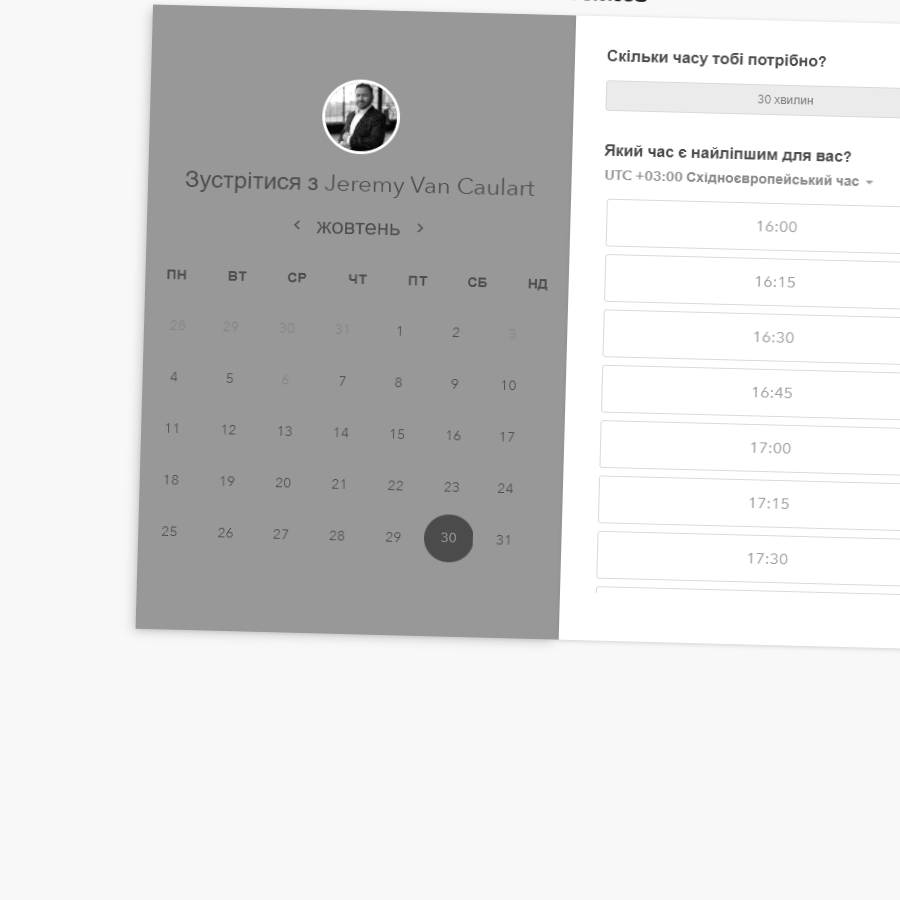 Зустрітися з Jeremy Van Caulart
жовтень
ПН ВТ СР ЧТ ПТ СБ НД
28 29 30 31 1 2 3
4 5 6 7 8 9 10
11 12 13 14 15 16 17
18 19 20 21 22 23 24
25 26 27 28 29 30 31
Скільки часу тобі потрібно?
30 хвилин
Який час є найліпшим для вас?
UTC +03:00 Східноєвропейський час
16:00
16:15
16:30
16:45
17:00
17:15
17:30